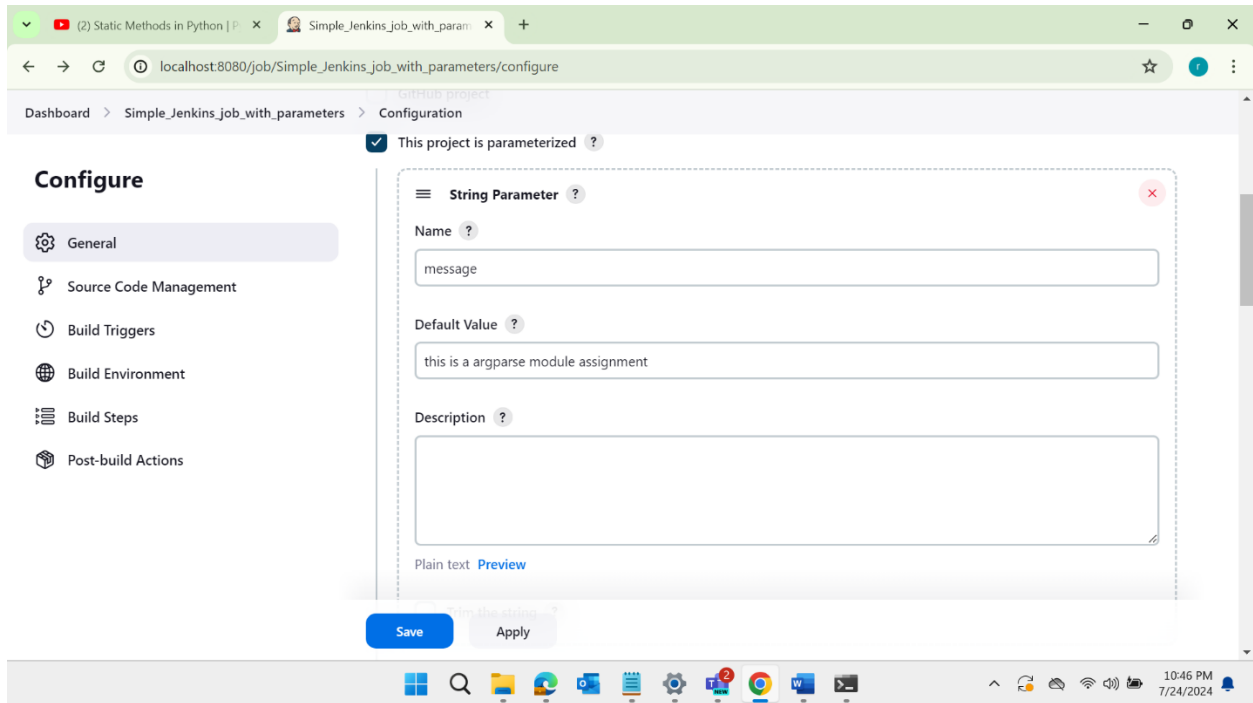 (2) Static Methods in Python | P
Simple_Jenkins_job_with_param
localhost:8080/job/Simple_Jenkins_job_with_parameters/configure
GitHub project
Dashboard > Simple_Jenkins_job_with_parameters > Configuration
This project is parameterized ?
Configure
General
Source Code Management
Build Triggers
Build Environment
Build Steps
Post-build Actions
String Parameter ?
Name ?
message
Default Value ?
this is a argparse module assignment
Description ?
Plain text Preview
Trim the string ?
Save Apply
2
NEW
10:46 PM
7/24/2024